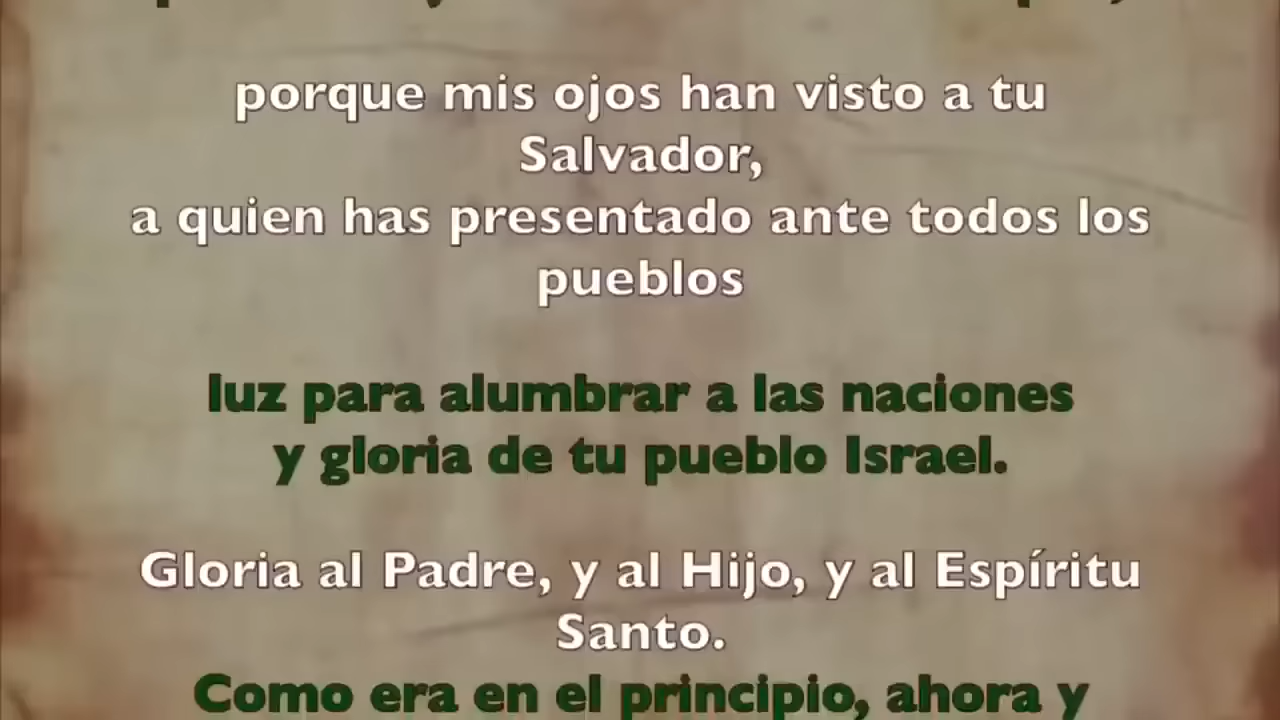 porque mis ojos han visto a tu
Salvador,
a quien has presentado ante todos los
pueblos
luz para alumbrar a las naciones
y gloria de tu pueblo Israel.
Gloria al Padre, y al Hijo, y al Espíritu
Santo.
Como era en el principio, ahora y